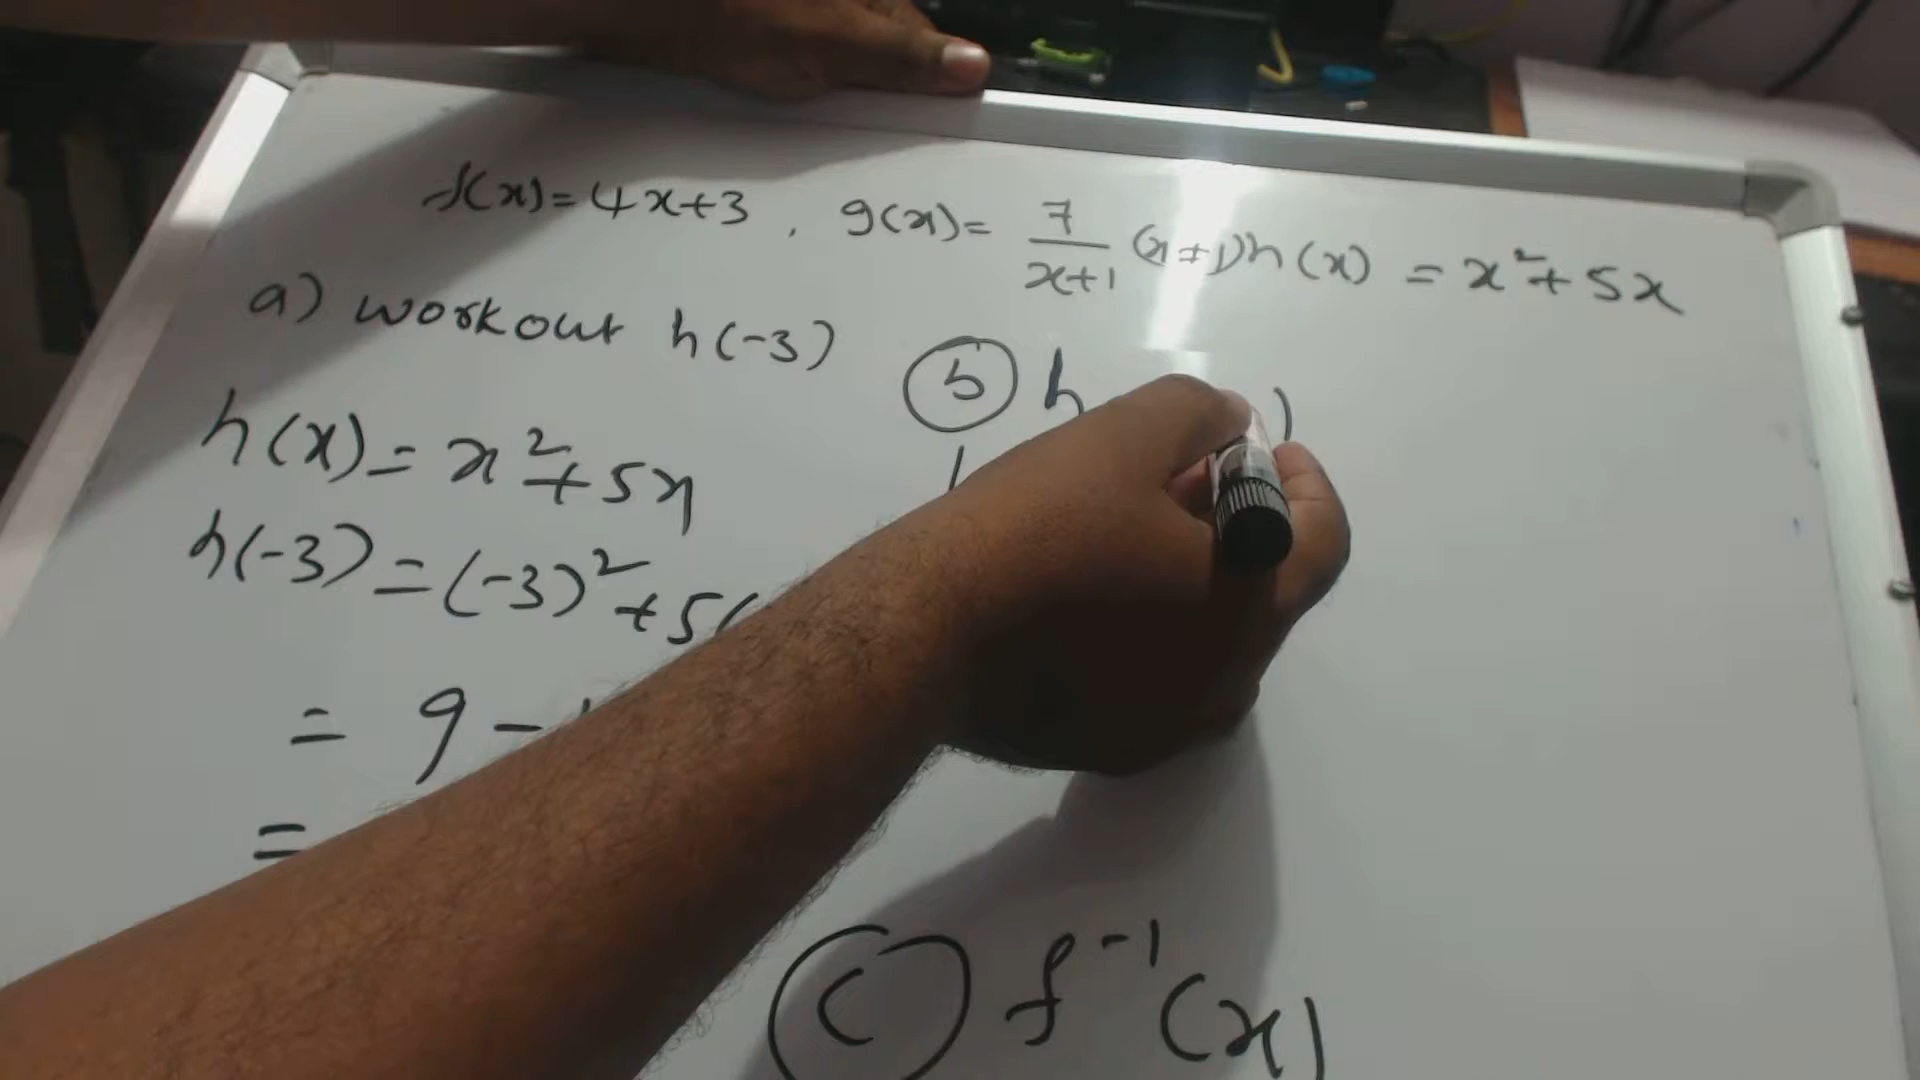 f(x)=4x+3, g(x)= 7/(x+1) (x≠1) h(x) = x²+5x
a) workout h(-3)
h(x)= x²+5x
h(-3)=(-3)²+5(
= 9 -
=
(b) h )
(c) f⁻¹(x)